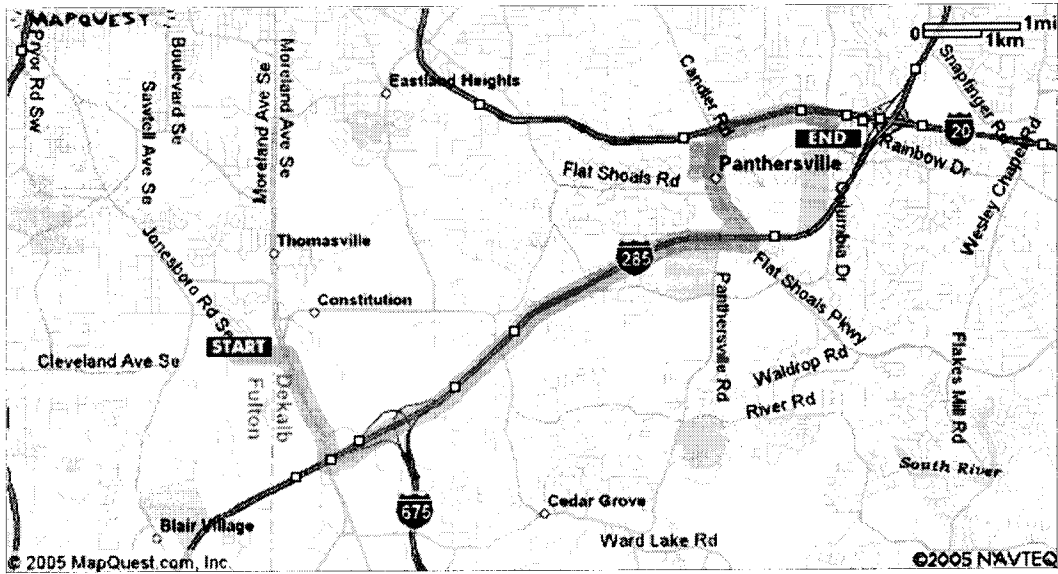 MAPQUEST
1mi
0
1km
Pryor Rd Sw
Boulevard Se
Sawtell Ave Se
Moreland Ave Se
Moreland Ave Se
Eastland Heights
Candler Rd
Snapfinger Rd
END
20
Rainbow Dr
Wesley Chapel Rd
Flat Shoals Rd
Panthersville
Columbia Dr
Jonesboro Rd Se
Thomasville
285
Flat Shoals Pkwy
Constitution
Panthersville Rd
START
Cleveland Ave Se
Dekalb
Fulton
Waldrop Rd
River Rd
Flakes Mill Rd
South River
675
Cedar Grove
Blair Village
Ward Lake Rd
© 2005 MapQuest.com, Inc.
©2005 NAVTEQ